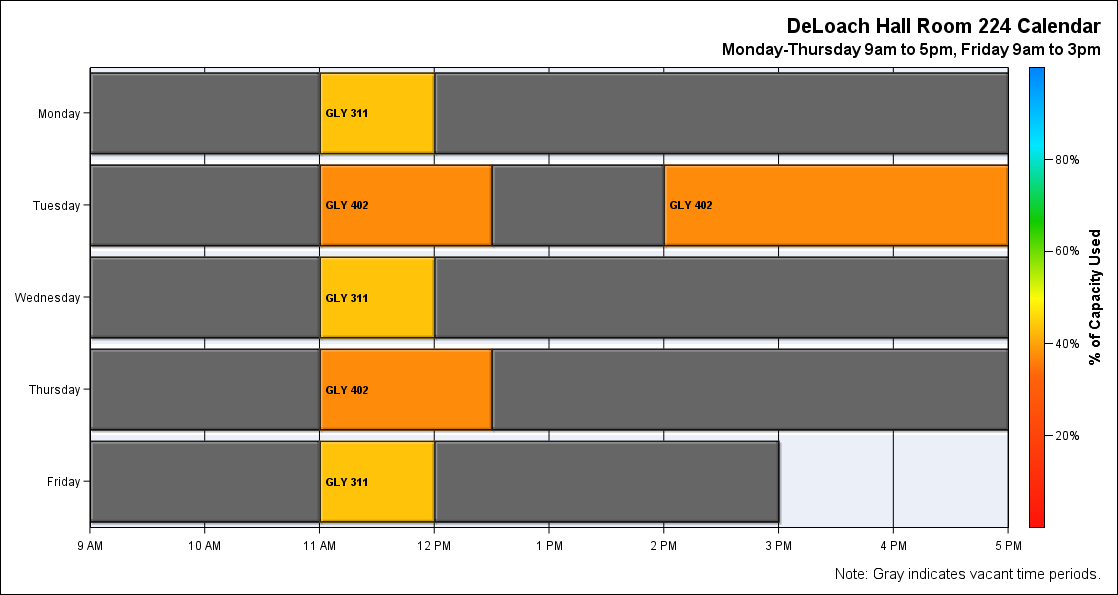 DeLoach Hall Room 224 Calendar
Monday-Thursday 9am to 5pm, Friday 9am to 3pm
Monday
GLY 311
Tuesday
GLY 402
GLY 402
Wednesday
GLY 311
Thursday
GLY 402
Friday
GLY 311
9 AM
10 AM
11 AM
12 PM
1 PM
2 PM
3 PM
4 PM
5 PM
80%
60%
40%
20%
% of Capacity Used
Note: Gray indicates vacant time periods.